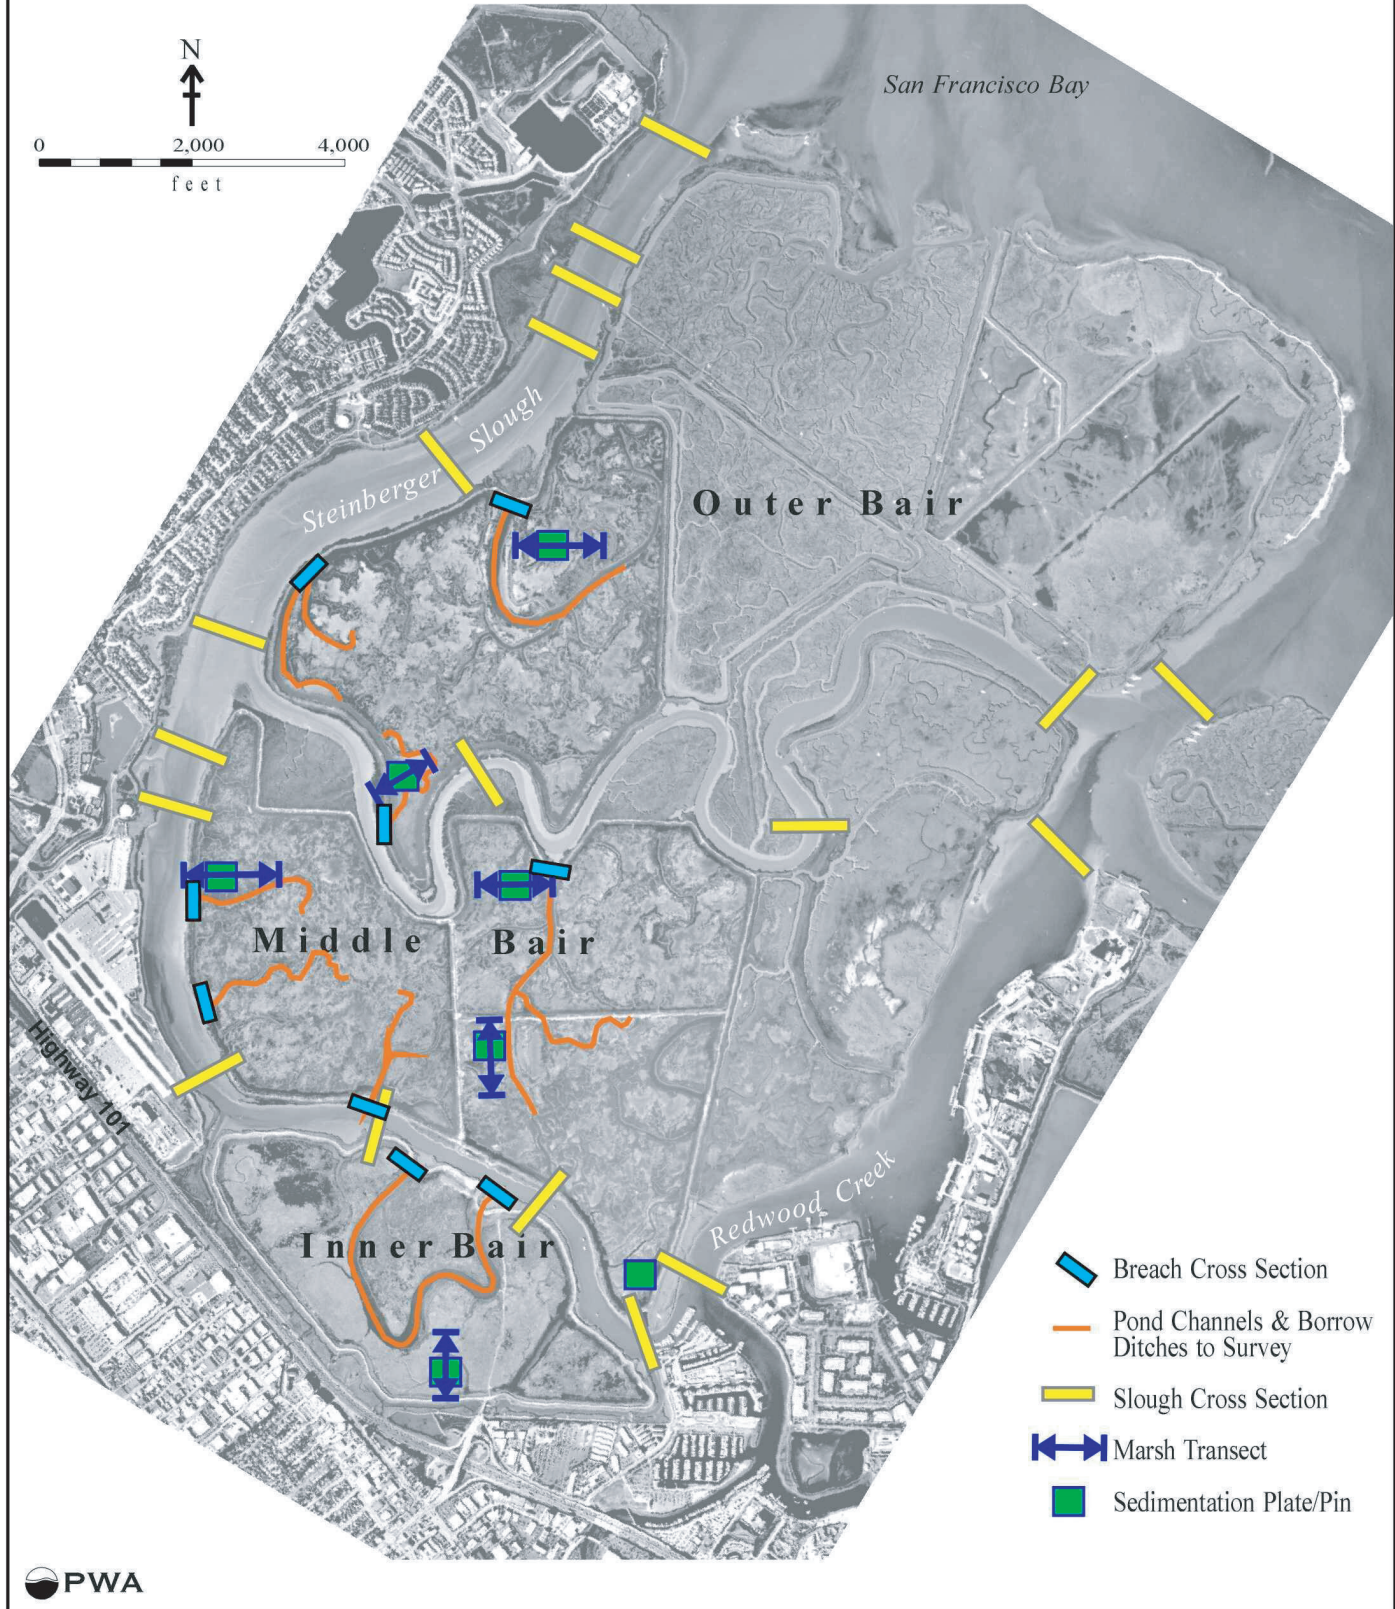 San Francisco Bay
N
0 2,000 4,000
feet
Steinberger Slough
Outer Bair
Middle Bair
Highway 101
Inner Bair
Redwood Creek
Breach Cross Section
Pond Channels & Borrow
Ditches to Survey
Slough Cross Section
Marsh Transect
Sedimentation Plate/Pin
PWA